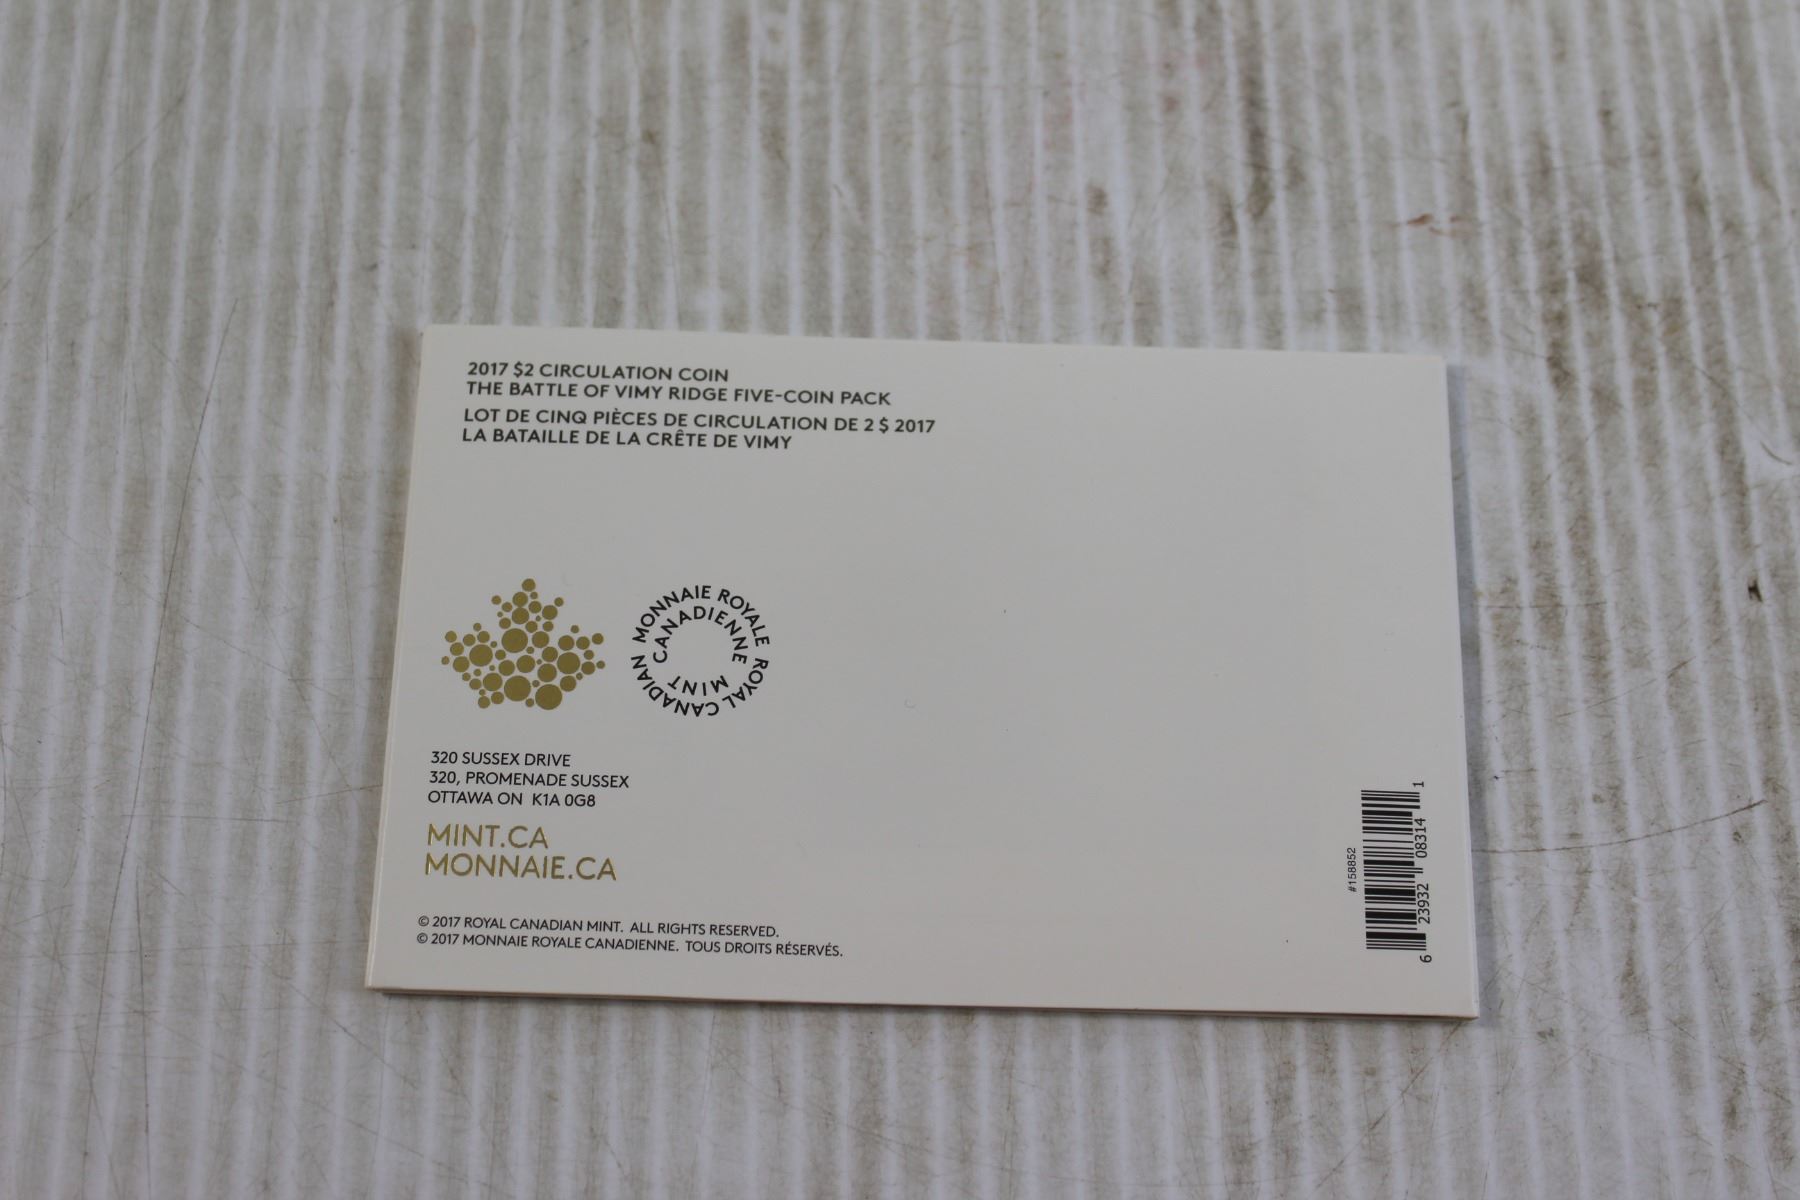 2017 $2 CIRCULATION COIN
THE BATTLE OF VIMY RIDGE FIVE-COIN PACK
LOT DE CINQ PIÈCES DE CIRCULATION DE 2 $ 2017
LA BATAILLE DE LA CRÊTE DE VIMY
MONNAIE ROYALE
CANADIENNE
ROYAL CANADIAN
MINT
320 SUSSEX DRIVE
320, PROMENADE SUSSEX
OTTAWA ON K1A 0G8
MINT.CA
MONNAIE.CA
© 2017 ROYAL CANADIAN MINT. ALL RIGHTS RESERVED.
© 2017 MONNAIE ROYALE CANADIENNE. TOUS DROITS RÉSERVÉS.
#158852
6 23932 08314 1